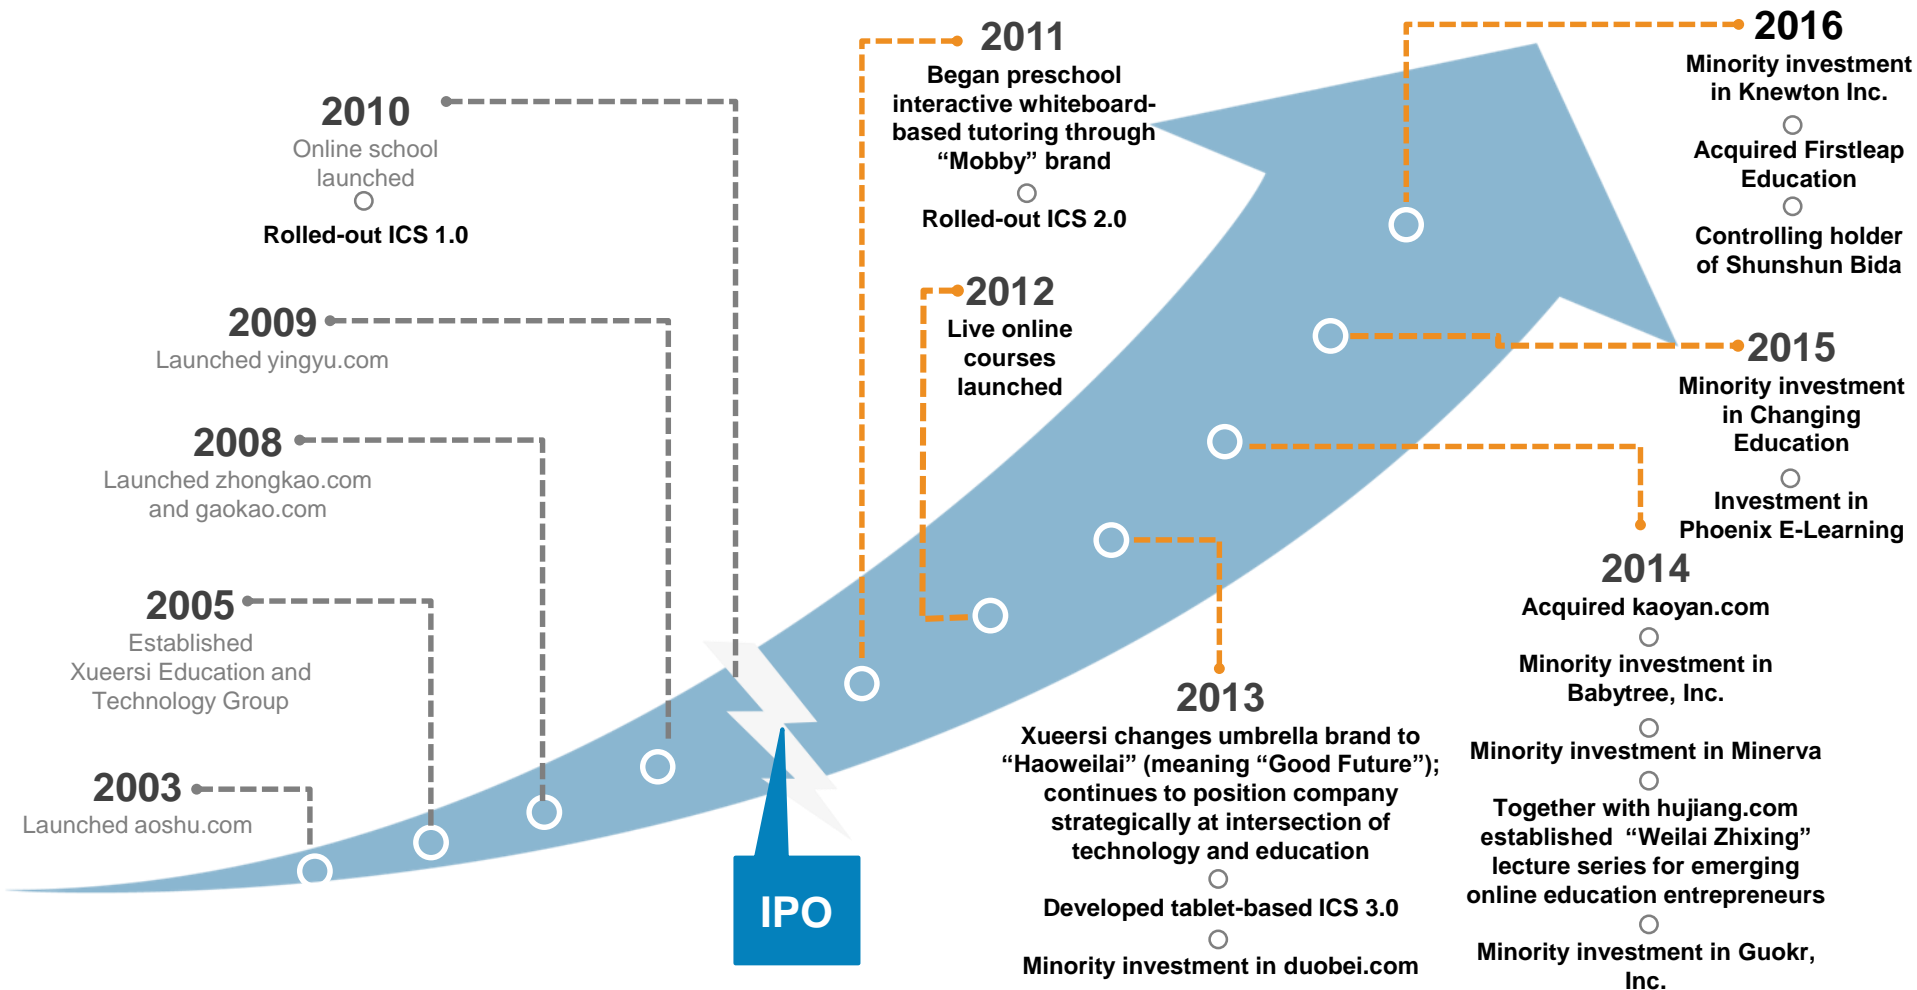 2003
Launched aoshu.com
2005
Established
Xueersi Education and
Technology Group
2008
Launched zhongkao.com
and gaokao.com
2009
Launched yingyu.com
2010
Online school
launched
Rolled-out ICS 1.0
IPO
2011
Began preschool
interactive whiteboard-
based tutoring through
“Mobby” brand
Rolled-out ICS 2.0
2012
Live online
courses
launched
2013
Xueersi changes umbrella brand to
“Haoweilai” (meaning “Good Future”);
continues to position company
strategically at intersection of
technology and education
Developed tablet-based ICS 3.0
Minority investment in duobei.com
2014
Acquired kaoyan.com
Minority investment in
Babytree, Inc.
Minority investment in Minerva
Together with hujiang.com
established “Weilai Zhixing”
lecture series for emerging
online education entrepreneurs
Minority investment in Guokr,
Inc.
2015
Minority investment
in Changing
Education
Investment in
Phoenix E-Learning
2016
Minority investment
in Knewton Inc.
Acquired Firstleap
Education
Controlling holder
of Shunshun Bida